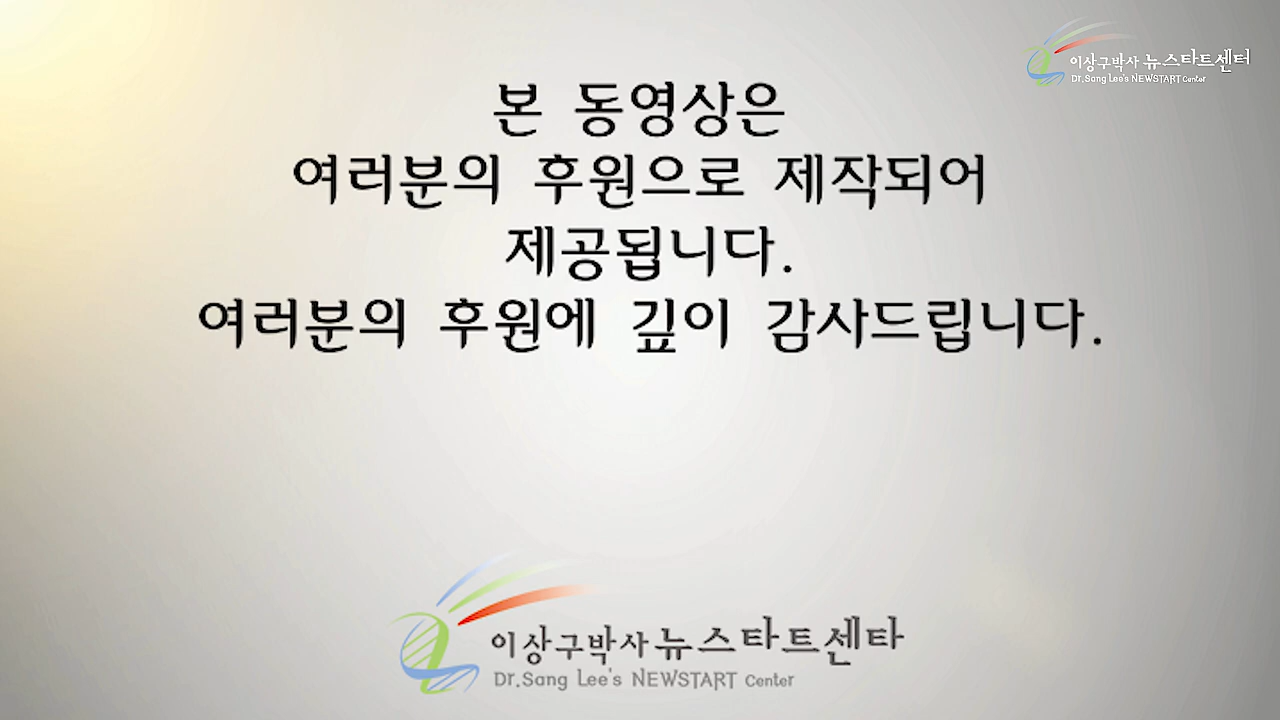 이상구박사 뉴스타트센터
Dr.Sang Lee's NEWSTART Center
본 동영상은
여러분의 후원으로 제작되어
제공됩니다.
여러분의 후원에 깊이 감사드립니다.
이상구박사 뉴스타트센타
Dr.Sang Lee's NEWSTART Center